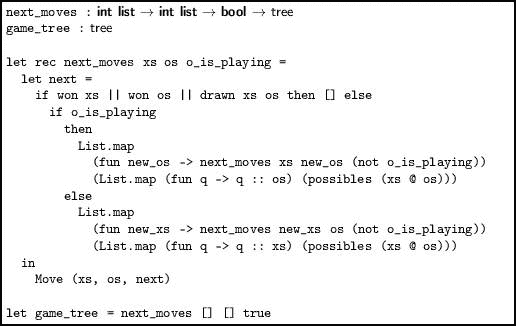 next_moves : int list → int list → bool → tree
game_tree : tree

let rec next_moves xs os o_is_playing =
  let next =
    if won xs || won os || drawn xs os then [] else
      if o_is_playing
        then
          List.map
            (fun new_os -> next_moves xs new_os (not o_is_playing))
            (List.map (fun q -> q :: os) (possibles (xs @ os)))
        else
          List.map
            (fun new_xs -> next_moves new_xs os (not o_is_playing))
            (List.map (fun q -> q :: xs) (possibles (xs @ os)))
  in
    Move (xs, os, next)

let game_tree = next_moves [] [] true